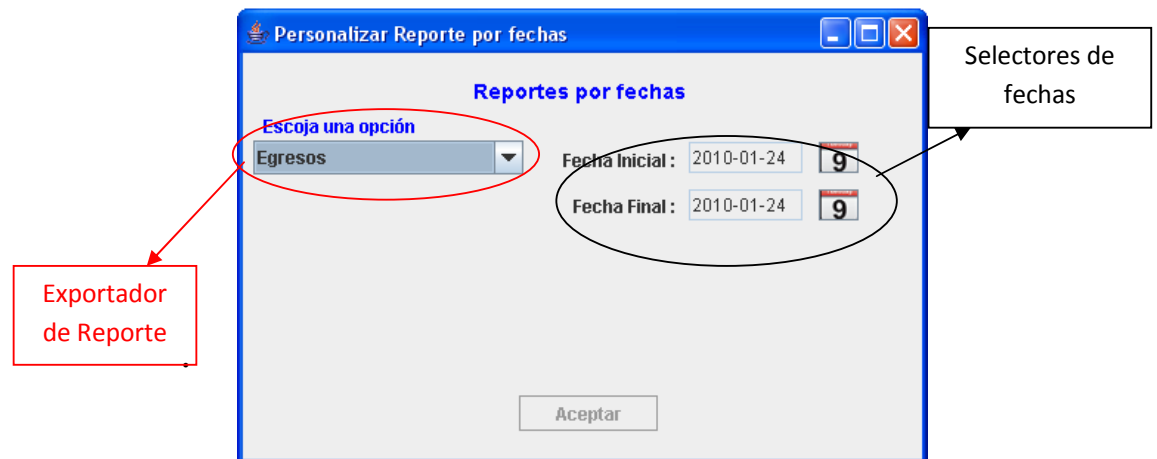 Personalizar Reporte por fechas
Selectores de
fechas
Reportes por fechas
Escoja una opción
Egresos
Fecha Inicial :
2010-01-24
9
Fecha Final :
2010-01-24
9
Exportador
de Reporte
.
Aceptar